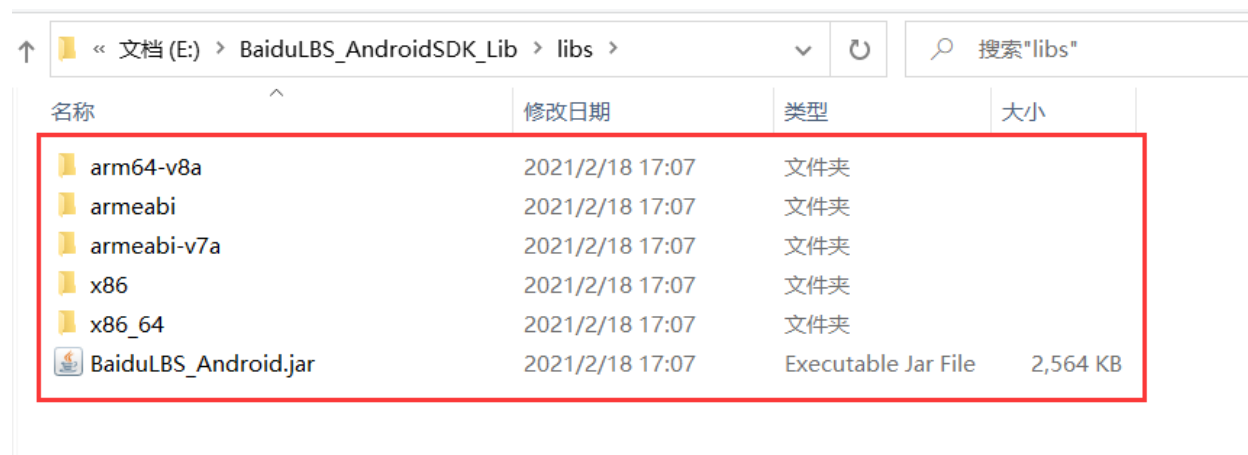 « 文档 (E:) > BaiduLBS_AndroidSDK_Lib > libs > 搜索"libs"
名称 修改日期 类型 大小
arm64-v8a 2021/2/18 17:07 文件夹
armeabi 2021/2/18 17:07 文件夹
armeabi-v7a 2021/2/18 17:07 文件夹
x86 2021/2/18 17:07 文件夹
x86_64 2021/2/18 17:07 文件夹
BaiduLBS_Android.jar 2021/2/18 17:07 Executable Jar File 2,564 KB